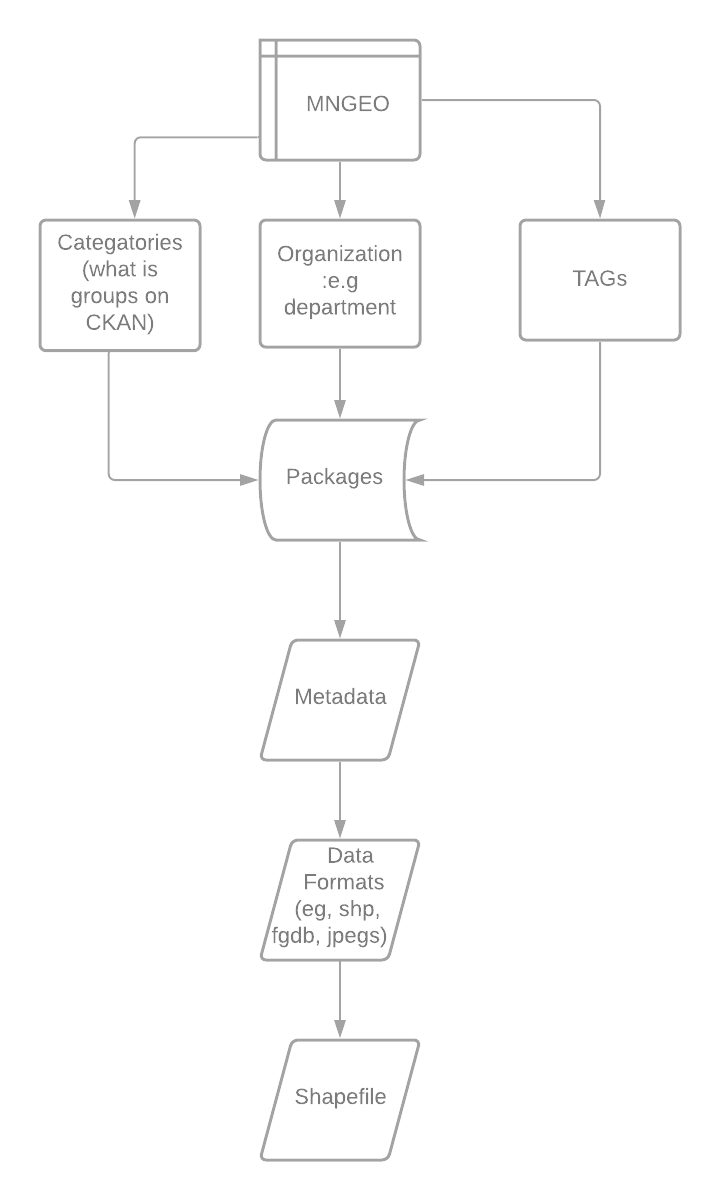 MNGEO
Categatories
(what is
groups on
CKAN)
Organization
:e.g
department
TAGs
Packages
Metadata
Data
Formats
(eg, shp,
fgdb, jpegs)
Shapefile